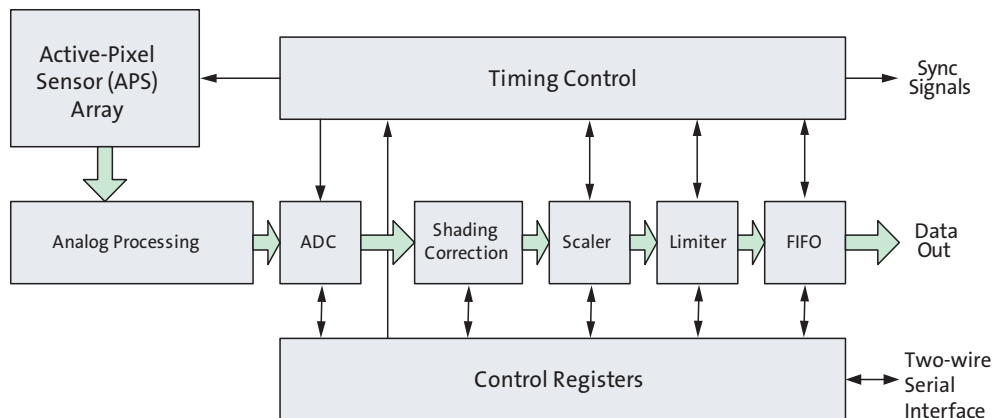 Active-Pixel
Sensor (APS)
Array
Timing Control
Sync
Signals
Analog Processing
ADC
Shading
Correction
Scaler
Limiter
FIFO
Data
Out
Control Registers
Two-wire
Serial
Interface